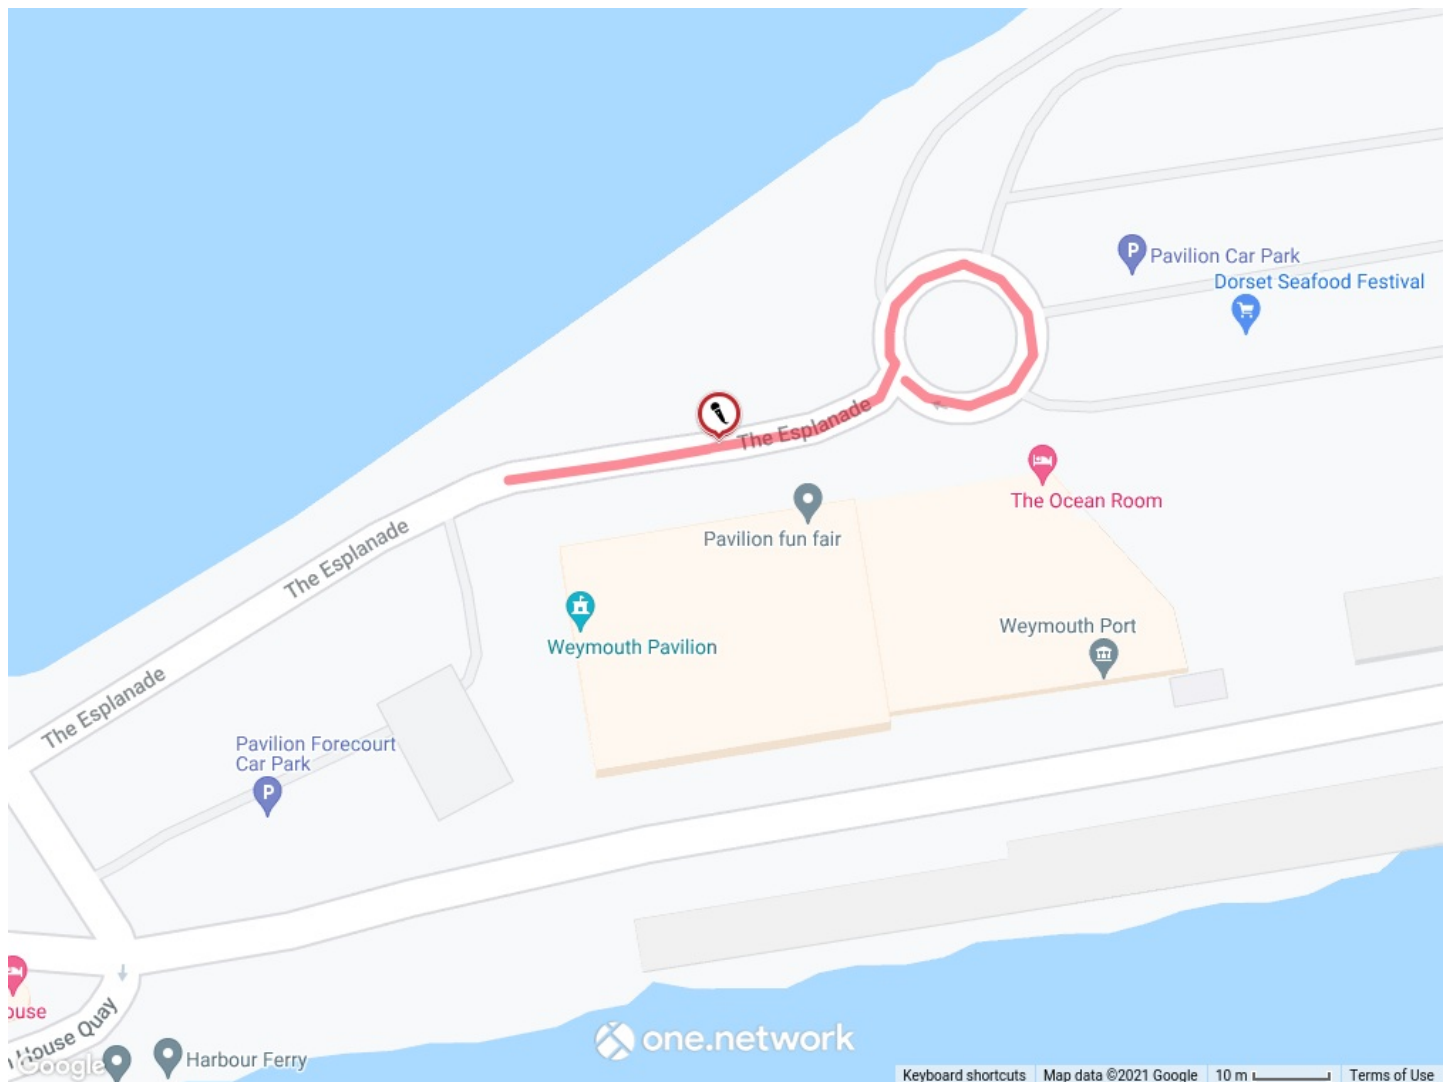 Pavilion Car Park
Dorset Seafood Festival
The Esplanade
The Ocean Room
Pavilion fun fair
The Esplanade
Weymouth Port
Weymouth Pavilion
The Esplanade
Pavilion Forecourt
Car Park
House Quay
one.network
Harbour Ferry
Google
Keyboard shortcuts
Map data ©2021 Google
10 m
Terms of Use